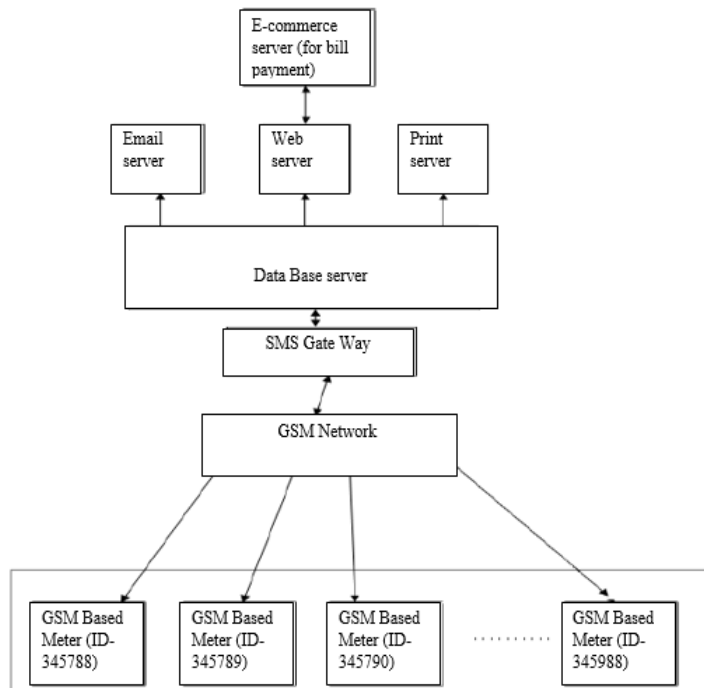 E-commerce
server (for bill
payment)
Email
server
Web
server
Print
server
Data Base server
SMS Gate Way
GSM Network
GSM Based
Meter (ID-
345788)
GSM Based
Meter (ID-
345789)
GSM Based
Meter (ID-
345790)
GSM Based
Meter (ID-
345988)